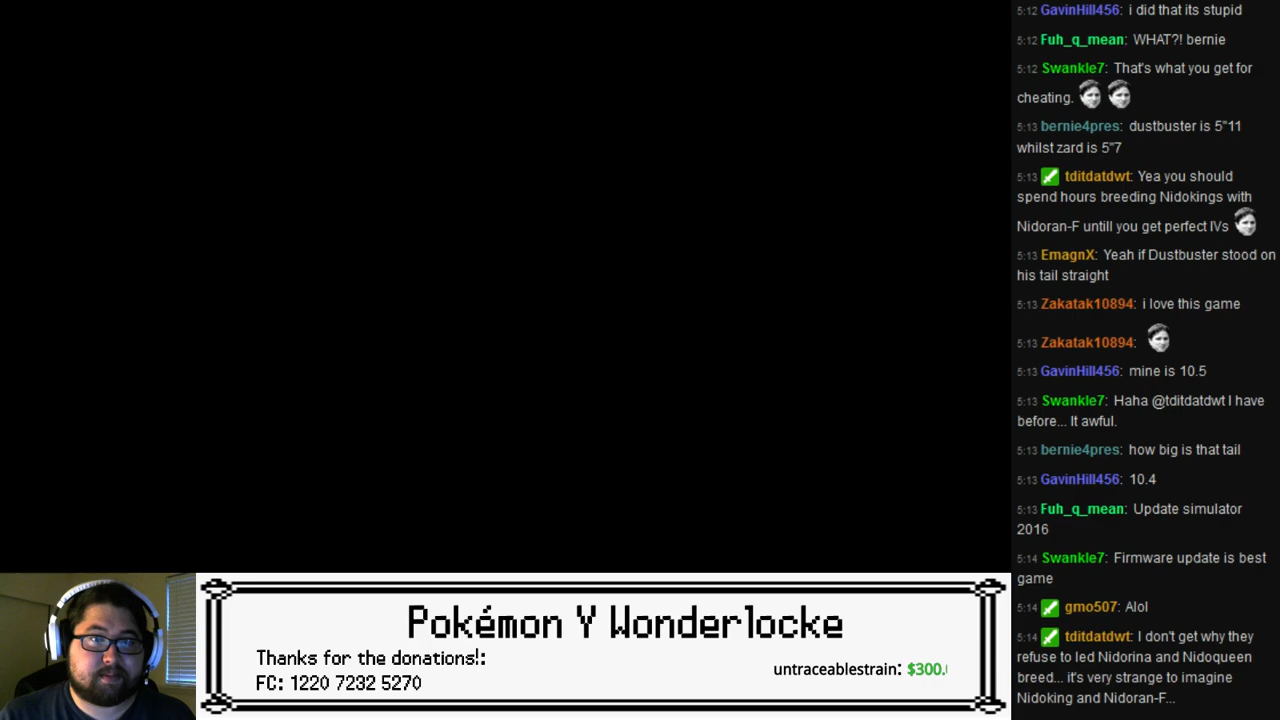 5:12 GavinHill456: i did that its stupid
5:12 Fuh_q_mean: WHAT?! bernie
5:12 Swankle7: That's what you get for
cheating.
5:13 bernie4pres: dustbuster is 5"11
whilst zard is 5"7
5:13 tditdatdwt: Yea you should
spend hours breeding Nidokings with
Nidoran-F untill you get perfect IVs
5:13 EmagnX: Yeah if Dustbuster stood on
his tail straight
5:13 Zakatak10894: i love this game
5:13 Zakatak10894:
5:13 GavinHill456: mine is 10.5
5:13 Swankle7: Haha @tditdatdwt I have
before... It awful.
5:13 bernie4pres: how big is that tail
5:13 GavinHill456: 10.4
5:13 Fuh_q_mean: Update simulator
2016
5:14 Swankle7: Firmware update is best
game
5:14 gmo507: Alol
5:14 tditdatdwt: I don't get why they
refuse to led Nidorina and Nidoqueen
breed... it's very strange to imagine
Nidoking and Nidoran-F...
Pokémon Y Wonderlocke
Thanks for the donations!:
FC: 1220 7232 5270
untraceablestrain: $300.